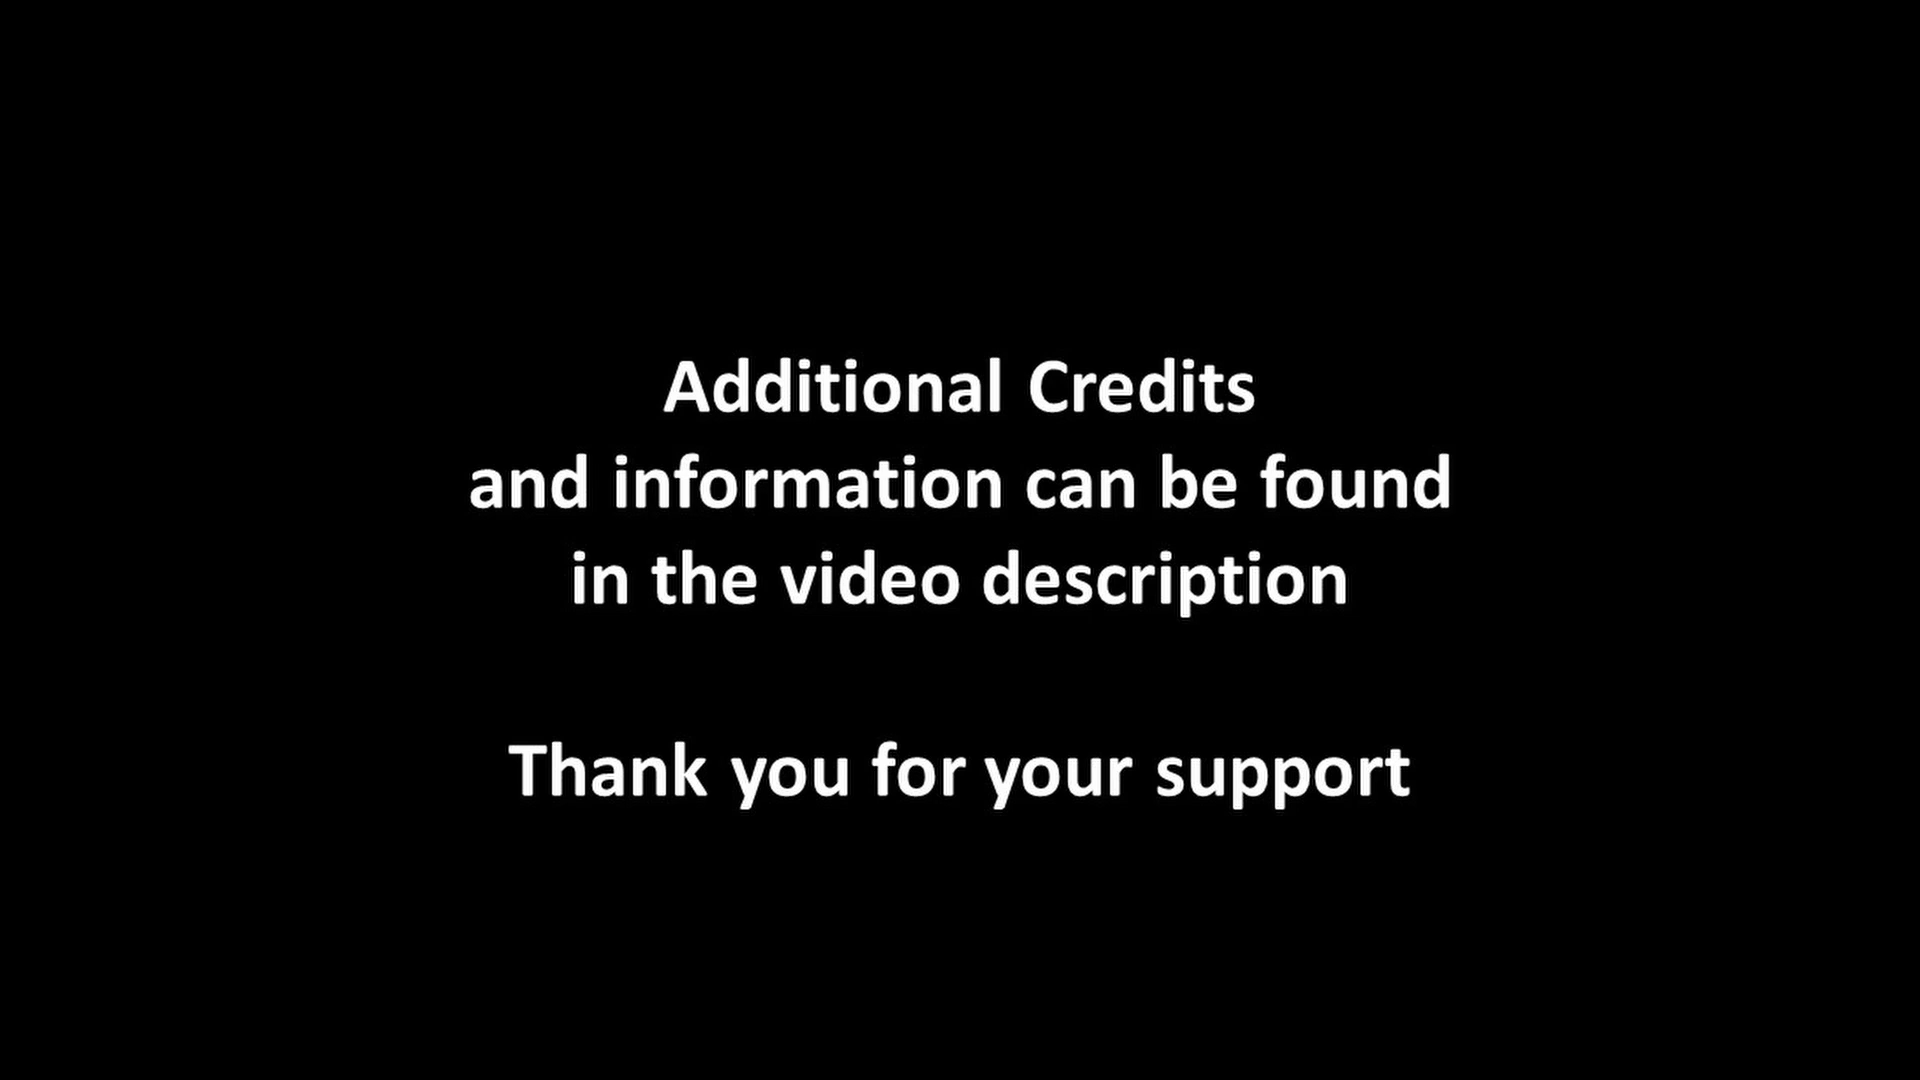 Additional Credits
and information can be found
in the video description
Thank you for your support